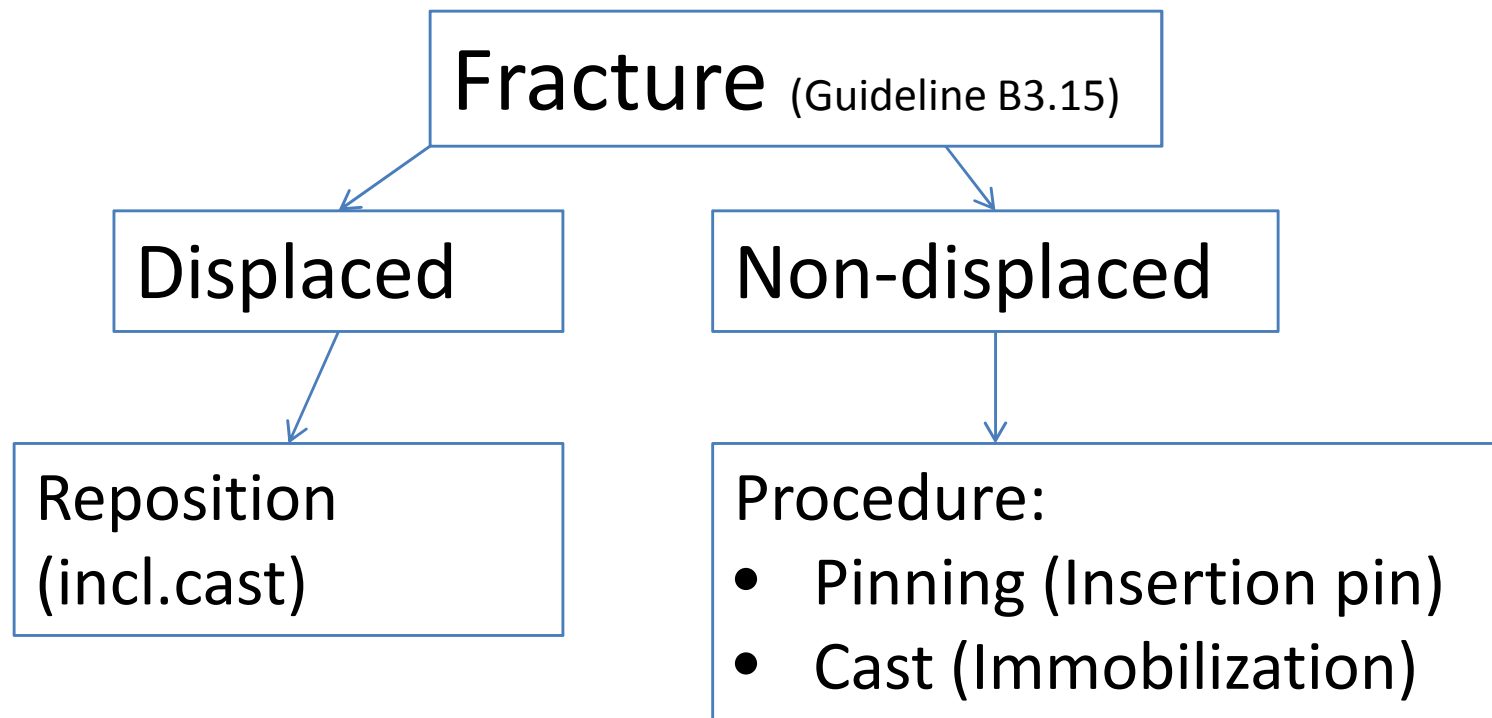 Fracture (Guideline B3.15)
Displaced
Non-displaced
Reposition
(incl.cast)
Procedure:
• Pinning (Insertion pin)
• Cast (Immobilization)